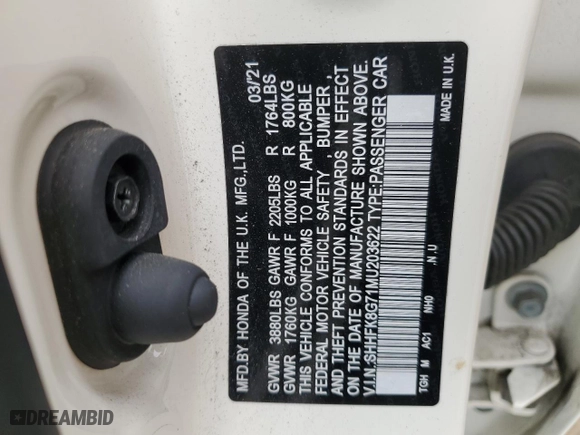 MFD.BY HONDA OF THE U.K. MFG.,LTD. 03/'21
GVWR 3880LBS GAWR F 2205LBS R 1764LBS
GVWR 1760KG GAWR F 1000KG R 800KG
THIS VEHICLE CONFORMS TO ALL APPLICABLE
FEDERAL MOTOR VEHICLE SAFETY , BUMPER ,
AND THEFT PREVENTION STANDARDS IN EFFECT
ON THE DATE OF MANUFACTURE SHOWN ABOVE.
V.I.N.:SHHFK8G71MU203622 TYPE:PASSENGER CAR
TGH M AC1 NH0 .N.U MADE IN U.K.
DREAMBID